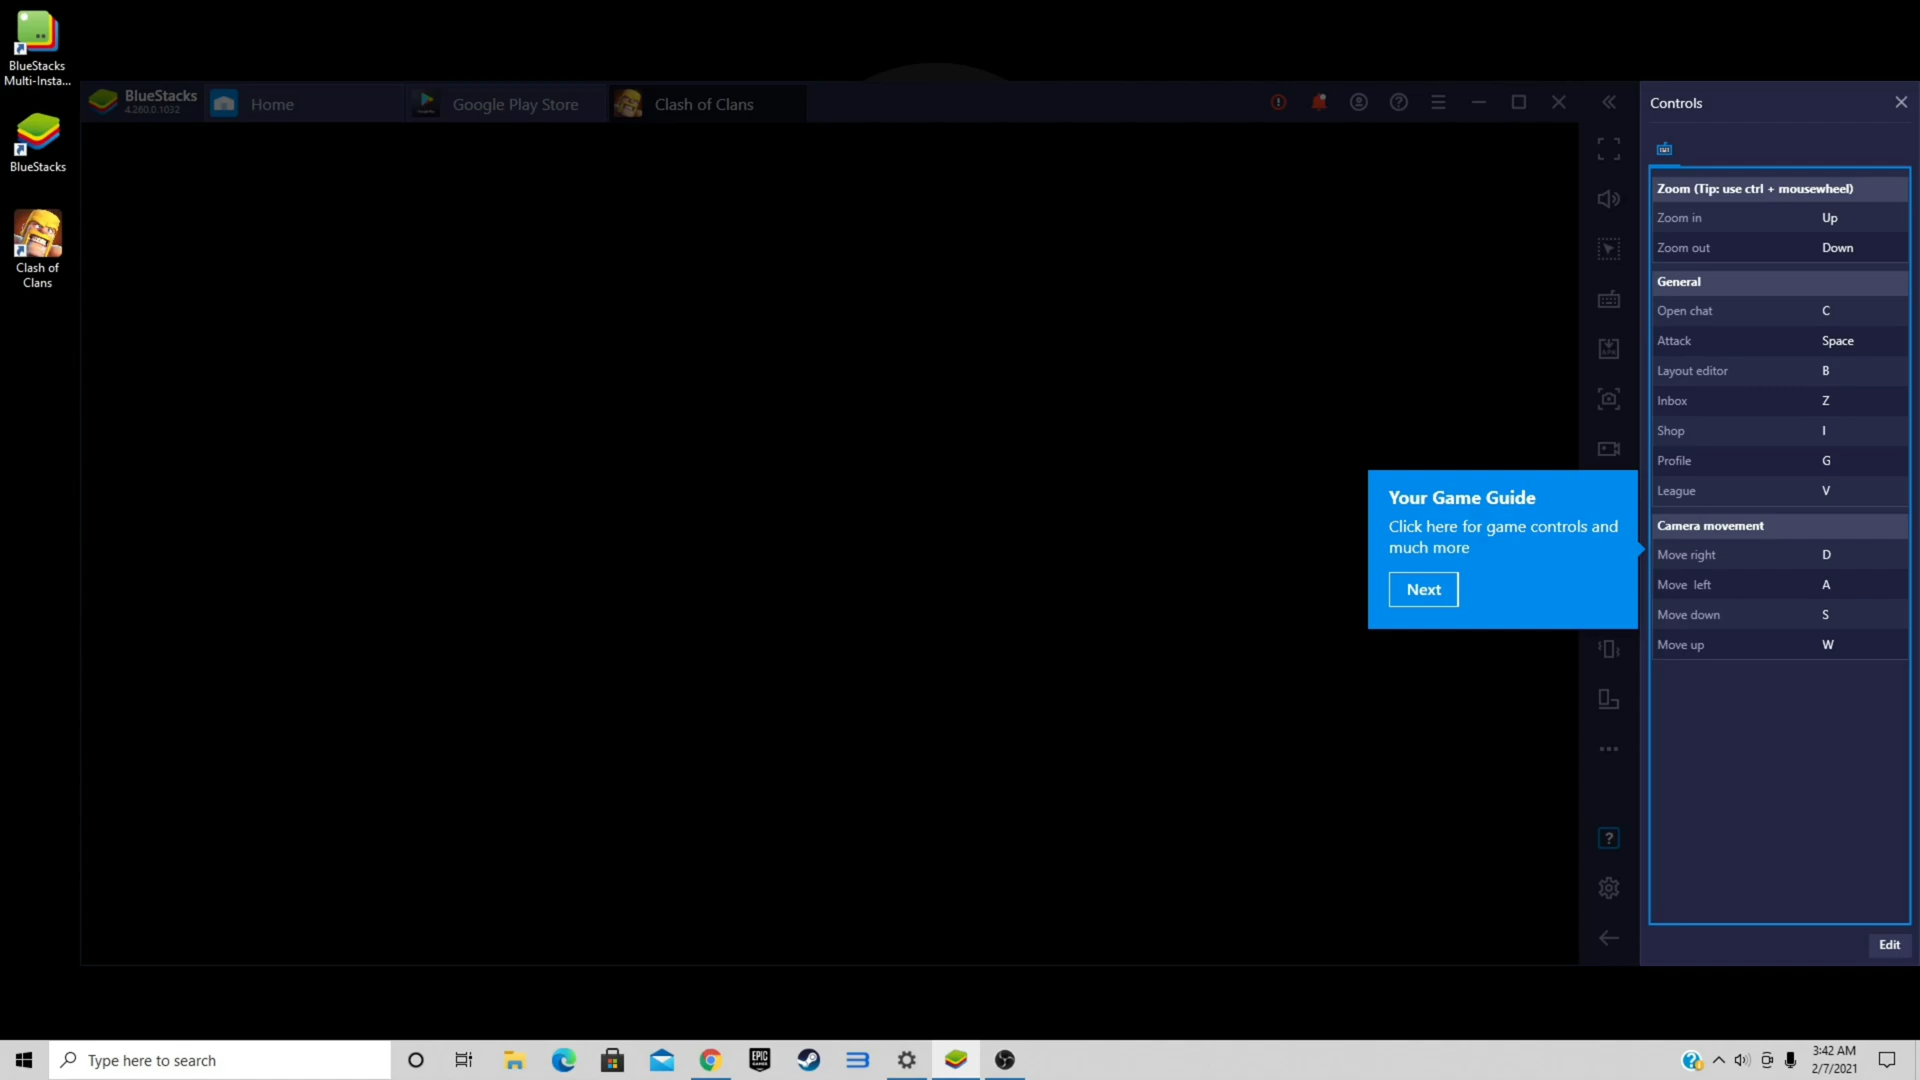 BlueStacks
Multi-Insta...
BlueStacks
Clash of
Clans
BlueStacks
4.260.0.1032
Home
Google Play Store
Clash of Clans
Controls
Zoom (Tip: use ctrl + mousewheel)
Zoom in Up
Zoom out Down
General
Open chat C
Attack Space
Layout editor B
Inbox Z
Shop I
Profile G
League V
Camera movement
Move right D
Move  left A
Move down S
Move up W
Edit
Your Game Guide
Click here for game controls and
much more
Next
Type here to search
EPIC
GAMES
3:42 AM
2/7/2021